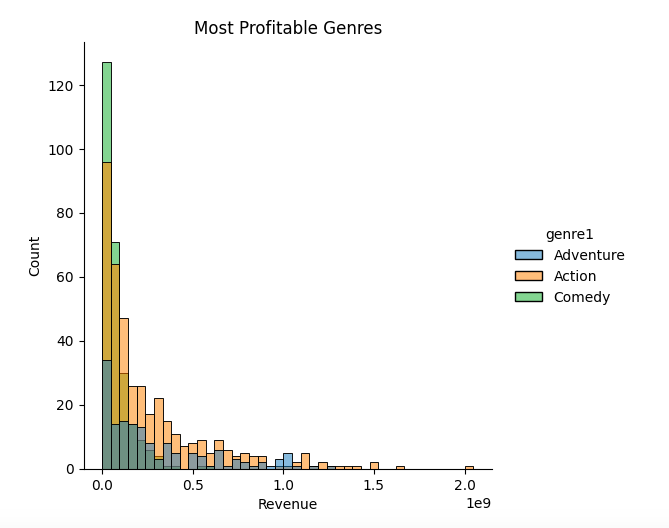 Most Profitable Genres
120
100
80
60
40
20
0
Count
0.0 0.5 1.0 1.5 2.0
1e9
Revenue
genre1
Adventure
Action
Comedy